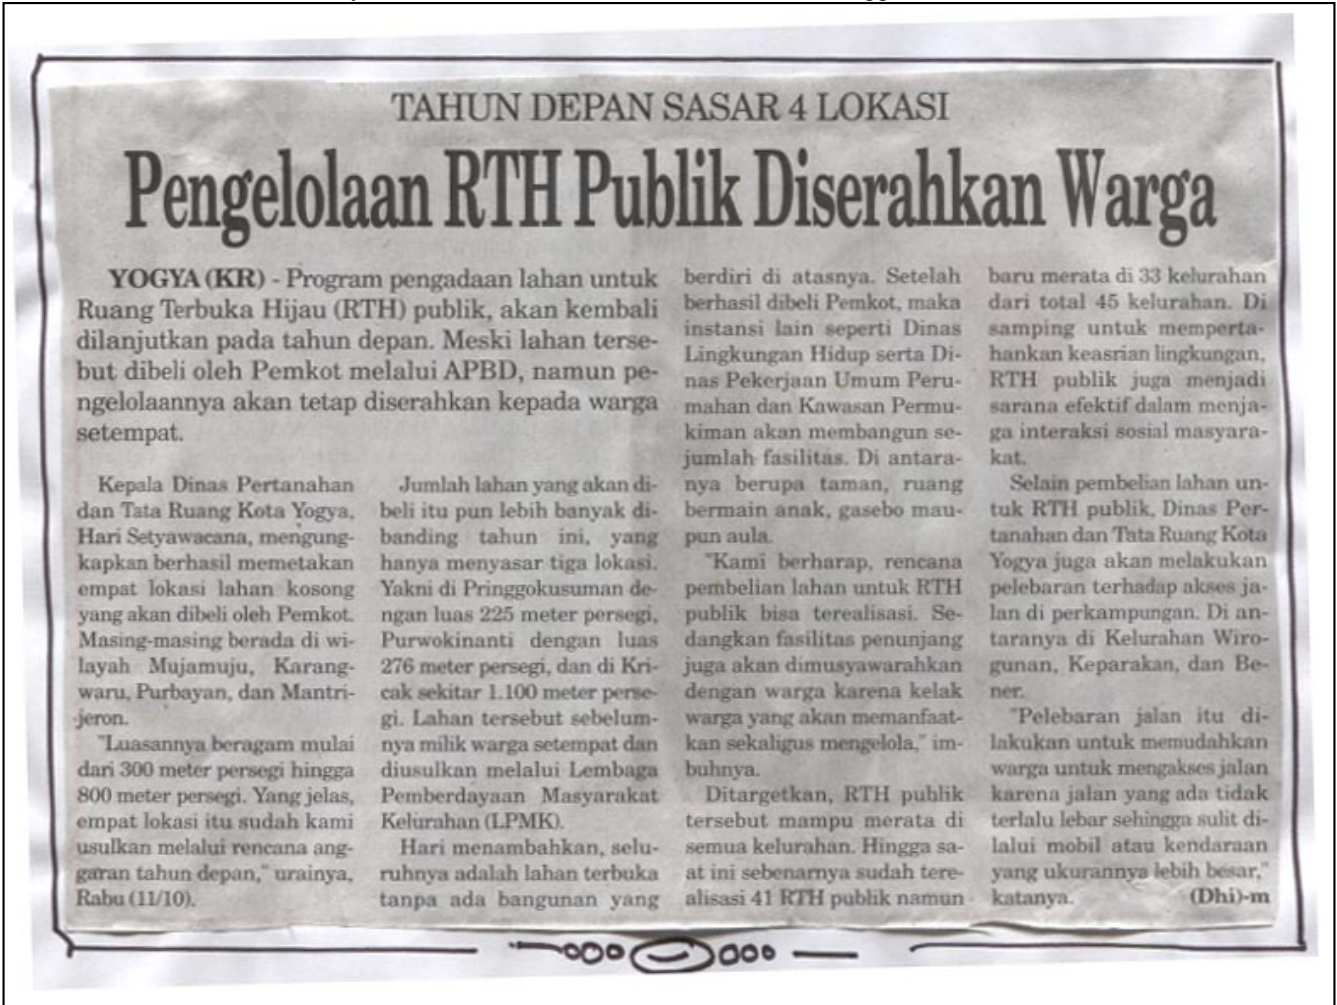 TAHUN DEPAN SASAR 4 LOKASI
Pengelolaan RTH Publik Diserahkan Warga
YOGYA (KR) - Program pengadaan lahan untuk
Ruang Terbuka Hijau (RTH) publik, akan kembali
dilanjutkan pada tahun depan. Meski lahan terse-
but dibeli oleh Pemkot melalui APBD, namun pe-
ngelolaannya akan tetap diserahkan kepada warga
setempat.
Kepala Dinas Pertanahan
dan Tata Ruang Kota Yogya,
Hari Setyawacana, mengung-
kapkan berhasil memetakan
empat lokasi lahan kosong
yang akan dibeli oleh Pemkot.
Masing-masing berada di wi-
layah Mujamuju, Karang-
waru, Purbayan, dan Mantri-
jeron.
"Luasannya beragam mulai
dari 300 meter persegi hingga
800 meter persegi. Yang jelas,
empat lokasi itu sudah kami
usulkan melalui rencana ang-
garan tahun depan," urainya,
Rabu (11/10).
Jumlah lahan yang akan di-
beli itu pun lebih banyak di-
banding tahun ini, yang
hanya menyasar tiga lokasi.
Yakni di Pringgokusuman de-
ngan luas 225 meter persegi,
Purwokinanti dengan luas
276 meter persegi, dan di Kri-
cak sekitar 1.100 meter perse-
gi. Lahan tersebut sebelum-
nya milik warga setempat dan
diusulkan melalui Lembaga
Pemberdayaan Masyarakat
Kelurahan (LPMK).
Hari menambahkan, selu-
ruhnya adalah lahan terbuka
tanpa ada bangunan yang
berdiri di atasnya. Setelah
berhasil dibeli Pemkot, maka
instansi lain seperti Dinas
Lingkungan Hidup serta Di-
nas Pekerjaan Umum Peru-
mahan dan Kawasan Permu-
kiman akan membangun se-
jumlah fasilitas. Di antara-
nya berupa taman, ruang
bermain anak, gasebo mau-
pun aula.
"Kami berharap, rencana
pembelian lahan untuk RTH
publik bisa terealisasi. Se-
dangkan fasilitas penunjang
juga akan dimusyawarahkan
dengan warga karena kelak
warga yang akan memanfaat-
kan sekaligus mengelola," im-
buhnya.
Ditargetkan, RTH publik
tersebut mampu merata di
semua kelurahan. Hingga sa-
at ini sebenarnya sudah tere-
alisasi 41 RTH publik namun
baru merata di 33 kelurahan
dari total 45 kelurahan. Di
samping untuk memperta-
hankan keasrian lingkungan,
RTH publik juga menjadi
sarana efektif dalam menja-
ga interaksi sosial masyara-
kat.
Selain pembelian lahan un-
tuk RTH publik, Dinas Per-
tanahan dan Tata Ruang Kota
Yogya juga akan melakukan
pelebaran terhadap akses ja-
lan di perkampungan. Di an-
taranya di Kelurahan Wiro-
gunan, Keparakan, dan Be-
ner.
"Pelebaran jalan itu di-
lakukan untuk memudahkan
warga untuk mengakses jalan
karena jalan yang ada tidak
terlalu lebar sehingga sulit di-
lalui mobil atau kendaraan
yang ukurannya lebih besar,"
katanya. (Dhi)-m